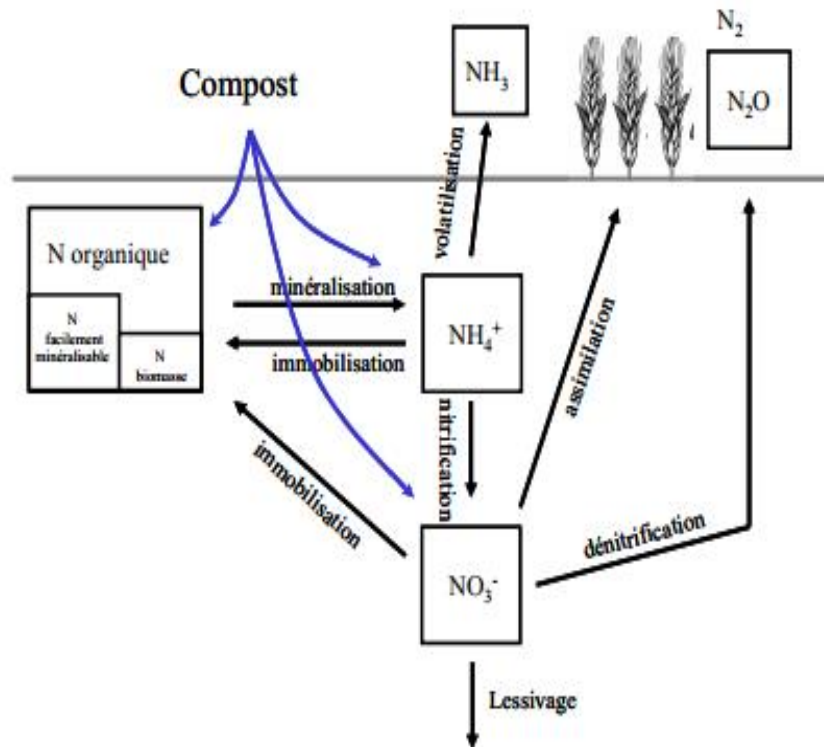 N₂
Compost
NH₃
N₂O
volatilisation
N organique
minéralisation
N
facilement
minéralisable
N
biomasse
immobilisation
NH₄⁺
assimilation
nitrification
immobilisation
dénitrification
NO₃⁻
Lessivage